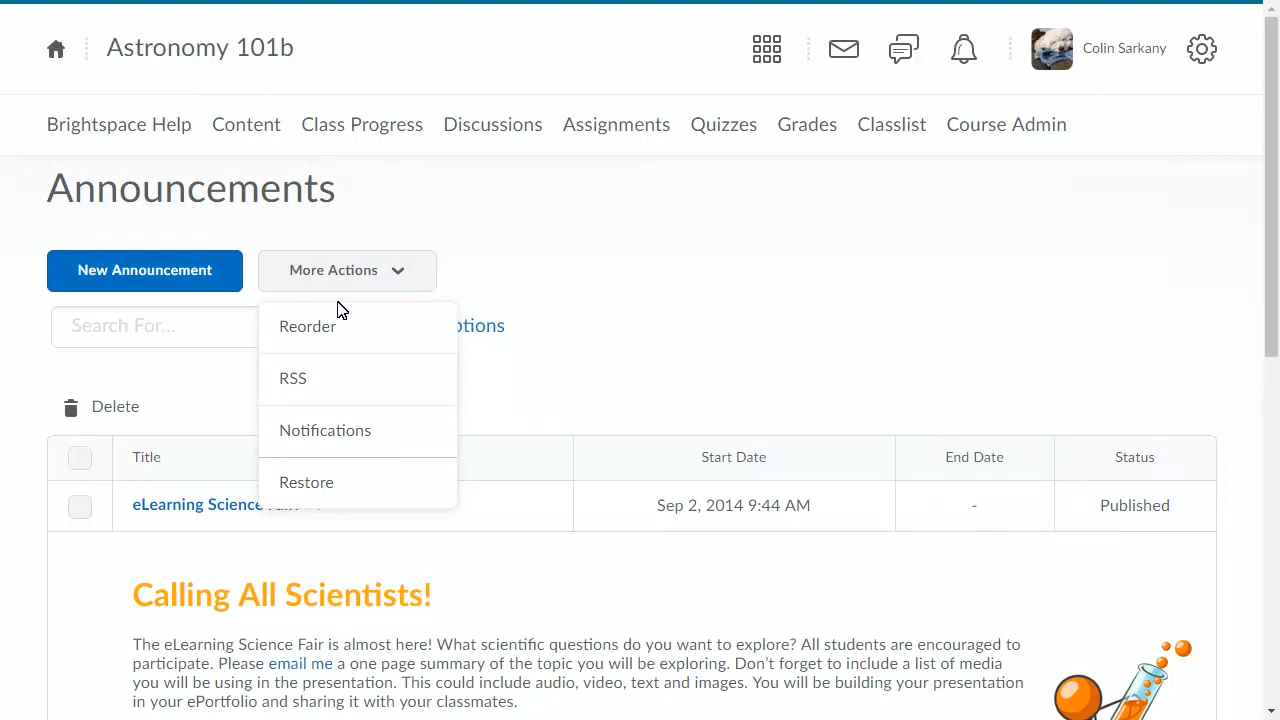 Astronomy 101b
Colin Sarkany
Brightspace Help Content Class Progress Discussions Assignments Quizzes Grades Classlist Course Admin
Announcements
New Announcement More Actions
Search For...
Reorder
RSS
Notifications
Restore
Delete
Title Start Date End Date Status
eLearning Science Sep 2, 2014 9:44 AM - Published
Calling All Scientists!
The eLearning Science Fair is almost here! What scientific questions do you want to explore? All students are encouraged to
participate. Please email me a one page summary of the topic you will be exploring. Don't forget to include a list of media
you will be using in the presentation. This could include audio, video, text and images. You will be building your presentation
in your ePortfolio and sharing it with your classmates.